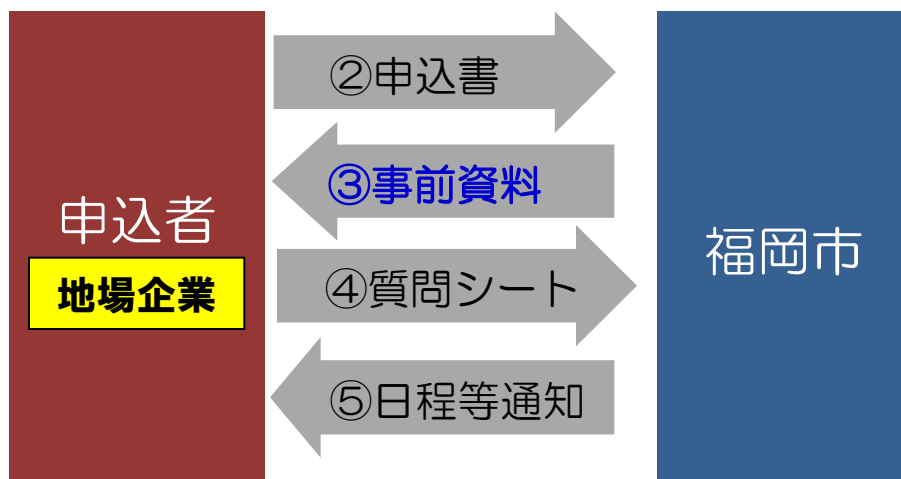 申込者
地場企業
②申込書
③事前資料
④質問シート
⑤日程等通知
福岡市